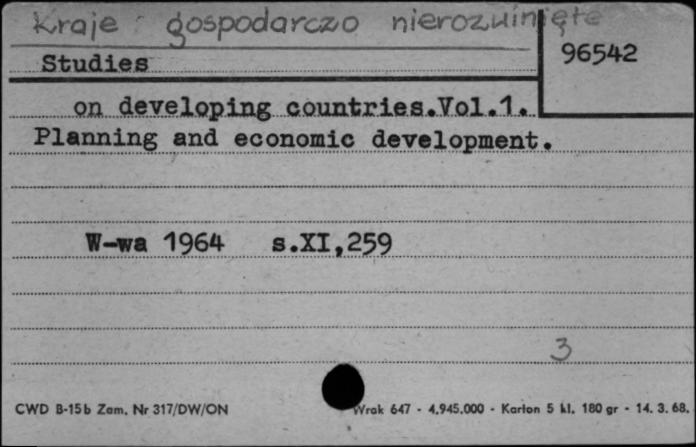 Kraje gospodarczo nierozwinięte
96542
Studies
on developing countries.Vol.1.
Planning and economic development.
W-wa 1964 s.XI,259
3
CWD B-15b Zam. Nr 317/DW/ON
Wrak 647 - 4.945.000 - Karton 5 kl. 180 gr - 14. 3. 68.